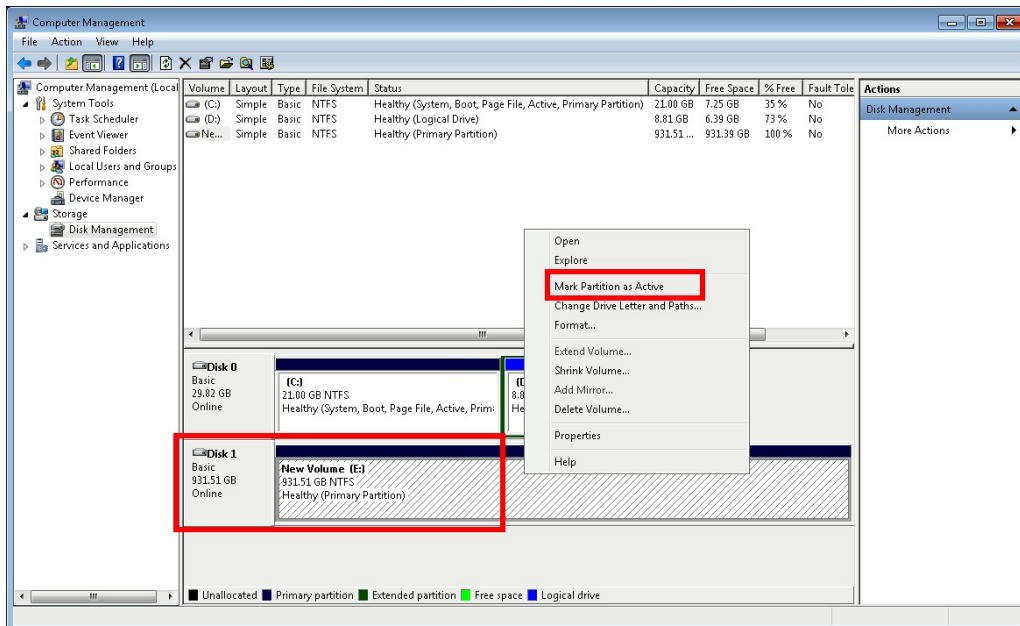 Computer Management
File Action View Help
Computer Management (Local
System Tools
Task Scheduler
Event Viewer
Shared Folders
Local Users and Groups
Performance
Device Manager
Storage
Disk Management
Services and Applications
Volume Layout Type File System Status Capacity Free Space % Free Fault Tole
(C:) Simple Basic NTFS Healthy (System, Boot, Page File, Active, Primary Partition) 21.00 GB 7.25 GB 35 % No
(D:) Simple Basic NTFS Healthy (Logical Drive) 8.81 GB 6.39 GB 73 % No
Ne... Simple Basic NTFS Healthy (Primary Partition) 931.51 ... 931.39 GB 100 % No
Actions
Disk Management
More Actions
Open
Explore
Mark Partition as Active
Change Drive Letter and Paths...
Format...
Extend Volume...
Shrink Volume...
Add Mirror...
Delete Volume...
Properties
Help
Disk 0
Basic
29.82 GB
Online
(C:)
21.00 GB NTFS
Healthy (System, Boot, Page File, Active, Prima
(D
8.8
He
Disk 1
Basic
931.51 GB
Online
New Volume (E:)
931.51 GB NTFS
Healthy (Primary Partition)
Unallocated Primary partition Extended partition Free space Logical drive